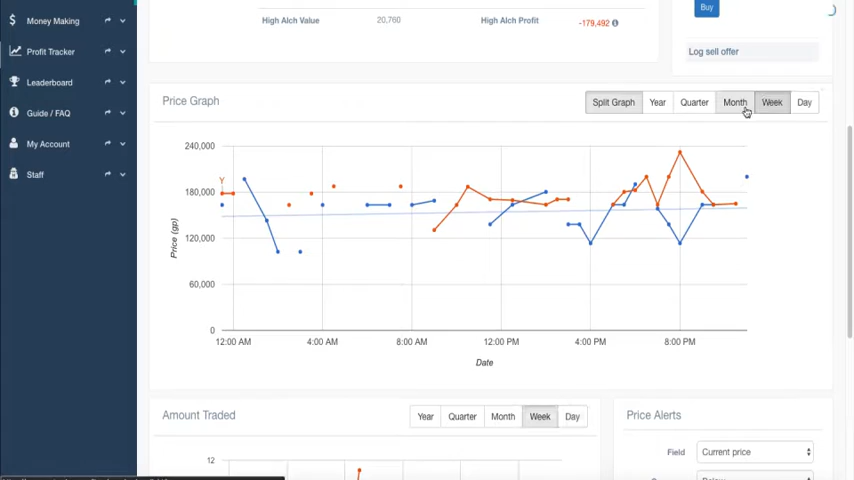 Money Making
High Alch Value 20,760 High Alch Profit -179,492
Buy
Profit Tracker
Log sell offer
Leaderboard
Price Graph Split Graph Year Quarter Month Week Day
Guide / FAQ
My Account
Staff
240,000
180,000
120,000
60,000
0
Y
Price (gp)
12:00 AM 4:00 AM 8:00 AM 12:00 PM 4:00 PM 8:00 PM
Date
Amount Traded Year Quarter Month Week Day Price Alerts
Field Current price
12